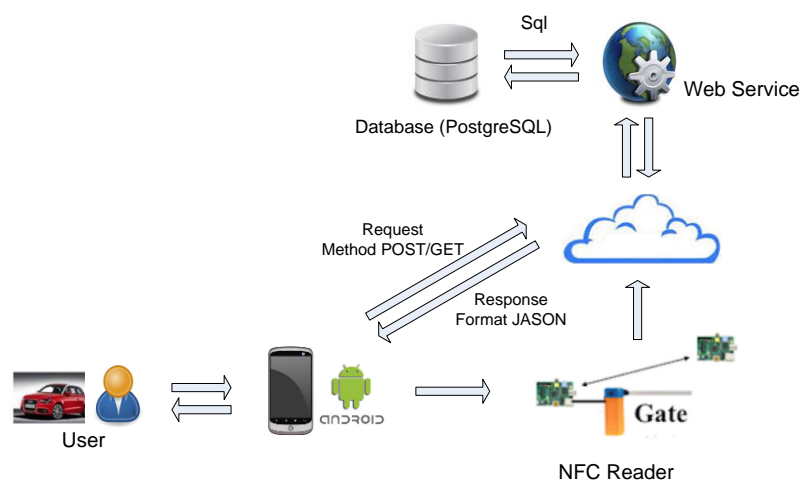 Sql
Web Service
Database (PostgreSQL)
Request
Method POST/GET
Response
Format JASON
ANDROID
Gate
User
NFC Reader